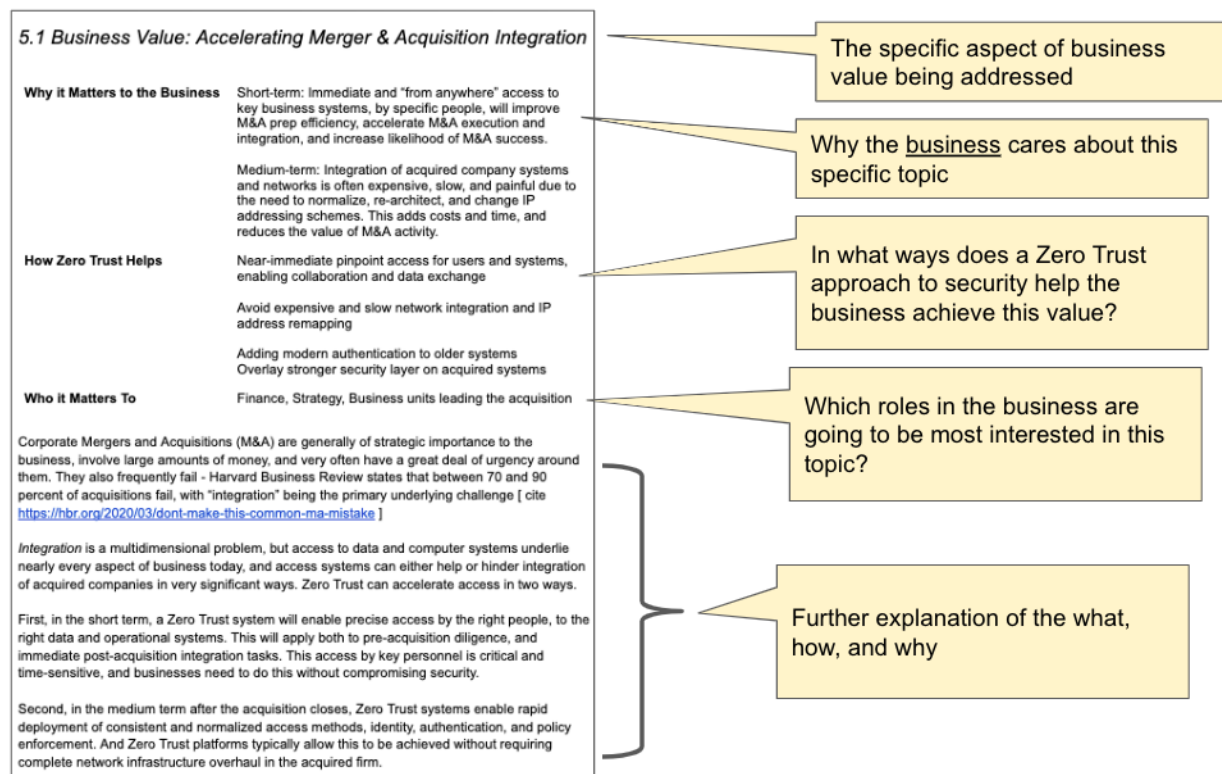 5.1 Business Value: Accelerating Merger & Acquisition Integration
Why it Matters to the Business
Short-term: Immediate and “from anywhere” access to
key business systems, by specific people, will improve
M&A prep efficiency, accelerate M&A execution and
integration, and increase likelihood of M&A success.
Medium-term: Integration of acquired company systems
and networks is often expensive, slow, and painful due to
the need to normalize, re-architect, and change IP
addressing schemes. This adds costs and time, and
reduces the value of M&A activity.
How Zero Trust Helps
Near-immediate pinpoint access for users and systems,
enabling collaboration and data exchange
Avoid expensive and slow network integration and IP
address remapping
Adding modern authentication to older systems
Overlay stronger security layer on acquired systems
Who it Matters To
Finance, Strategy, Business units leading the acquisition
Corporate Mergers and Acquisitions (M&A) are generally of strategic importance to the
business, involve large amounts of money, and very often have a great deal of urgency around
them. They also frequently fail - Harvard Business Review states that between 70 and 90
percent of acquisitions fail, with “integration” being the primary underlying challenge [ cite
https://hbr.org/2020/03/dont-make-this-common-ma-mistake ]
Integration is a multidimensional problem, but access to data and computer systems underlie
nearly every aspect of business today, and access systems can either help or hinder integration
of acquired companies in very significant ways. Zero Trust can accelerate access in two ways.
First, in the short term, a Zero Trust system will enable precise access by the right people, to the
right data and operational systems. This will apply both to pre-acquisition diligence, and
immediate post-acquisition integration tasks. This access by key personnel is critical and
time-sensitive, and businesses need to do this without compromising security.
Second, in the medium term after the acquisition closes, Zero Trust systems enable rapid
deployment of consistent and normalized access methods, identity, authentication, and policy
enforcement. And Zero Trust platforms typically allow this to be achieved without requiring
complete network infrastructure overhaul in the acquired firm.
The specific aspect of business
value being addressed
Why the business cares about this
specific topic
In what ways does a Zero Trust
approach to security help the
business achieve this value?
Which roles in the business are
going to be most interested in this
topic?
Further explanation of the what,
how, and why